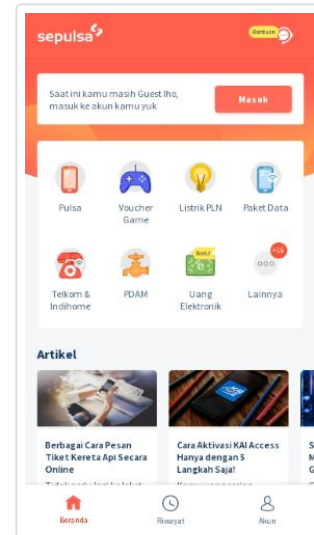 sepulsa
Bantuan
Saat ini kamu masih Guest lho,
masuk ke akun kamu yuk
Masuk
Pulsa
Voucher
Game
Listrik PLN
Paket Data
Baru!
+16
Telkom &
Indihome
PDAM
Uang
Elektronik
Lainnya
Artikel
Berbagai Cara Pesan
Tiket Kereta Api Secara
Online
Cara Aktivasi KAI Access
Hanya dengan 5
Langkah Saja!
S
M
G
Beranda
Riwayat
Akun